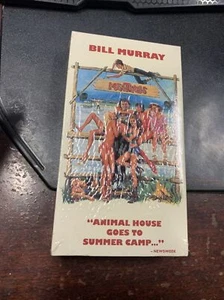 BILL MURRAY
MEATBALLS
"ANIMAL HOUSE
GOES TO
SUMMER CAMP..."
-NEWSWEEK